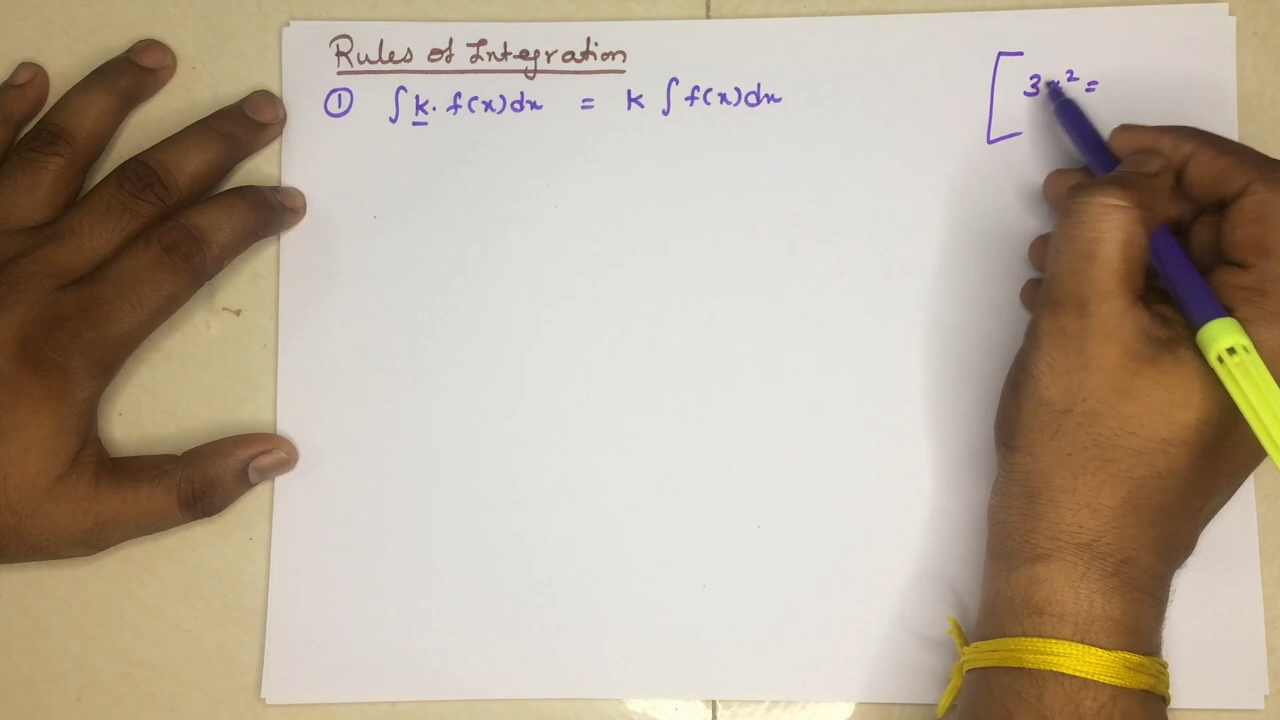 Rules of Integration
① ∫ k. f(x)dx = k ∫ f(x)dx
3x² =